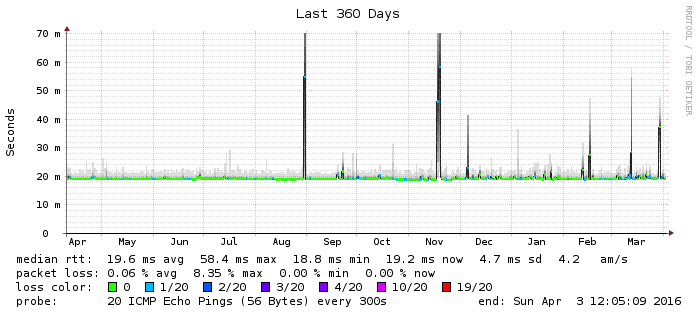 Last 360 Days
RRDTOOL / TOBI OETIKER
Seconds
70 m
60 m
50 m
40 m
30 m
20 m
10 m
0
Apr May Jun Jul Aug Sep Oct Nov Dec Jan Feb Mar
median rtt: 19.6 ms avg 58.4 ms max 18.8 ms min 19.2 ms now 4.7 ms sd 4.2 am/s
packet loss: 0.06 % avg 8.35 % max 0.00 % min 0.00 % now
loss color: 0 1/20 2/20 3/20 4/20 10/20 19/20
probe: 20 ICMP Echo Pings (56 Bytes) every 300s end: Sun Apr 3 12:05:09 2016